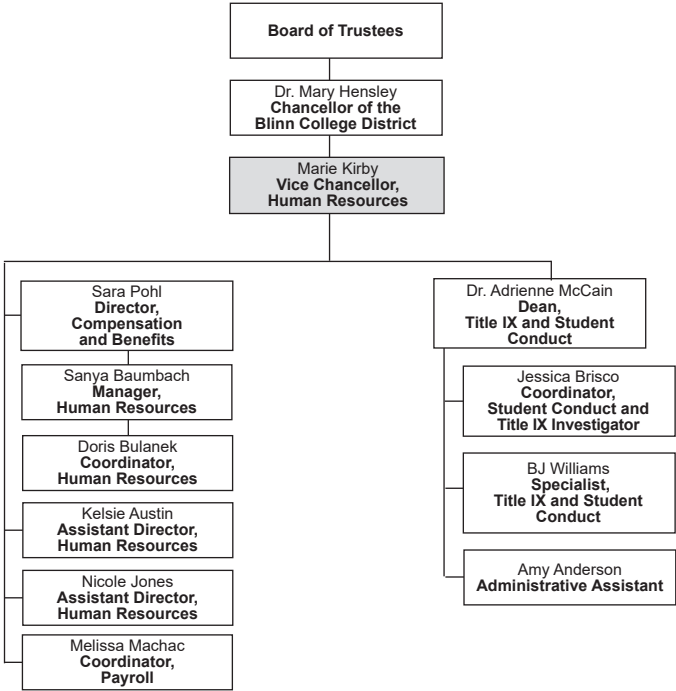 Board of Trustees
Dr. Mary Hensley
Chancellor of the
Blinn College District
Marie Kirby
Vice Chancellor,
Human Resources
Sara Pohl
Director,
Compensation
and Benefits
Sanya Baumbach
Manager,
Human Resources
Doris Bulanek
Coordinator,
Human Resources
Kelsie Austin
Assistant Director,
Human Resources
Nicole Jones
Assistant Director,
Human Resources
Melissa Machac
Coordinator,
Payroll
Dr. Adrienne McCain
Dean,
Title IX and Student
Conduct
Jessica Brisco
Coordinator,
Student Conduct and
Title IX Investigator
BJ Williams
Specialist,
Title IX and Student
Conduct
Amy Anderson
Administrative Assistant